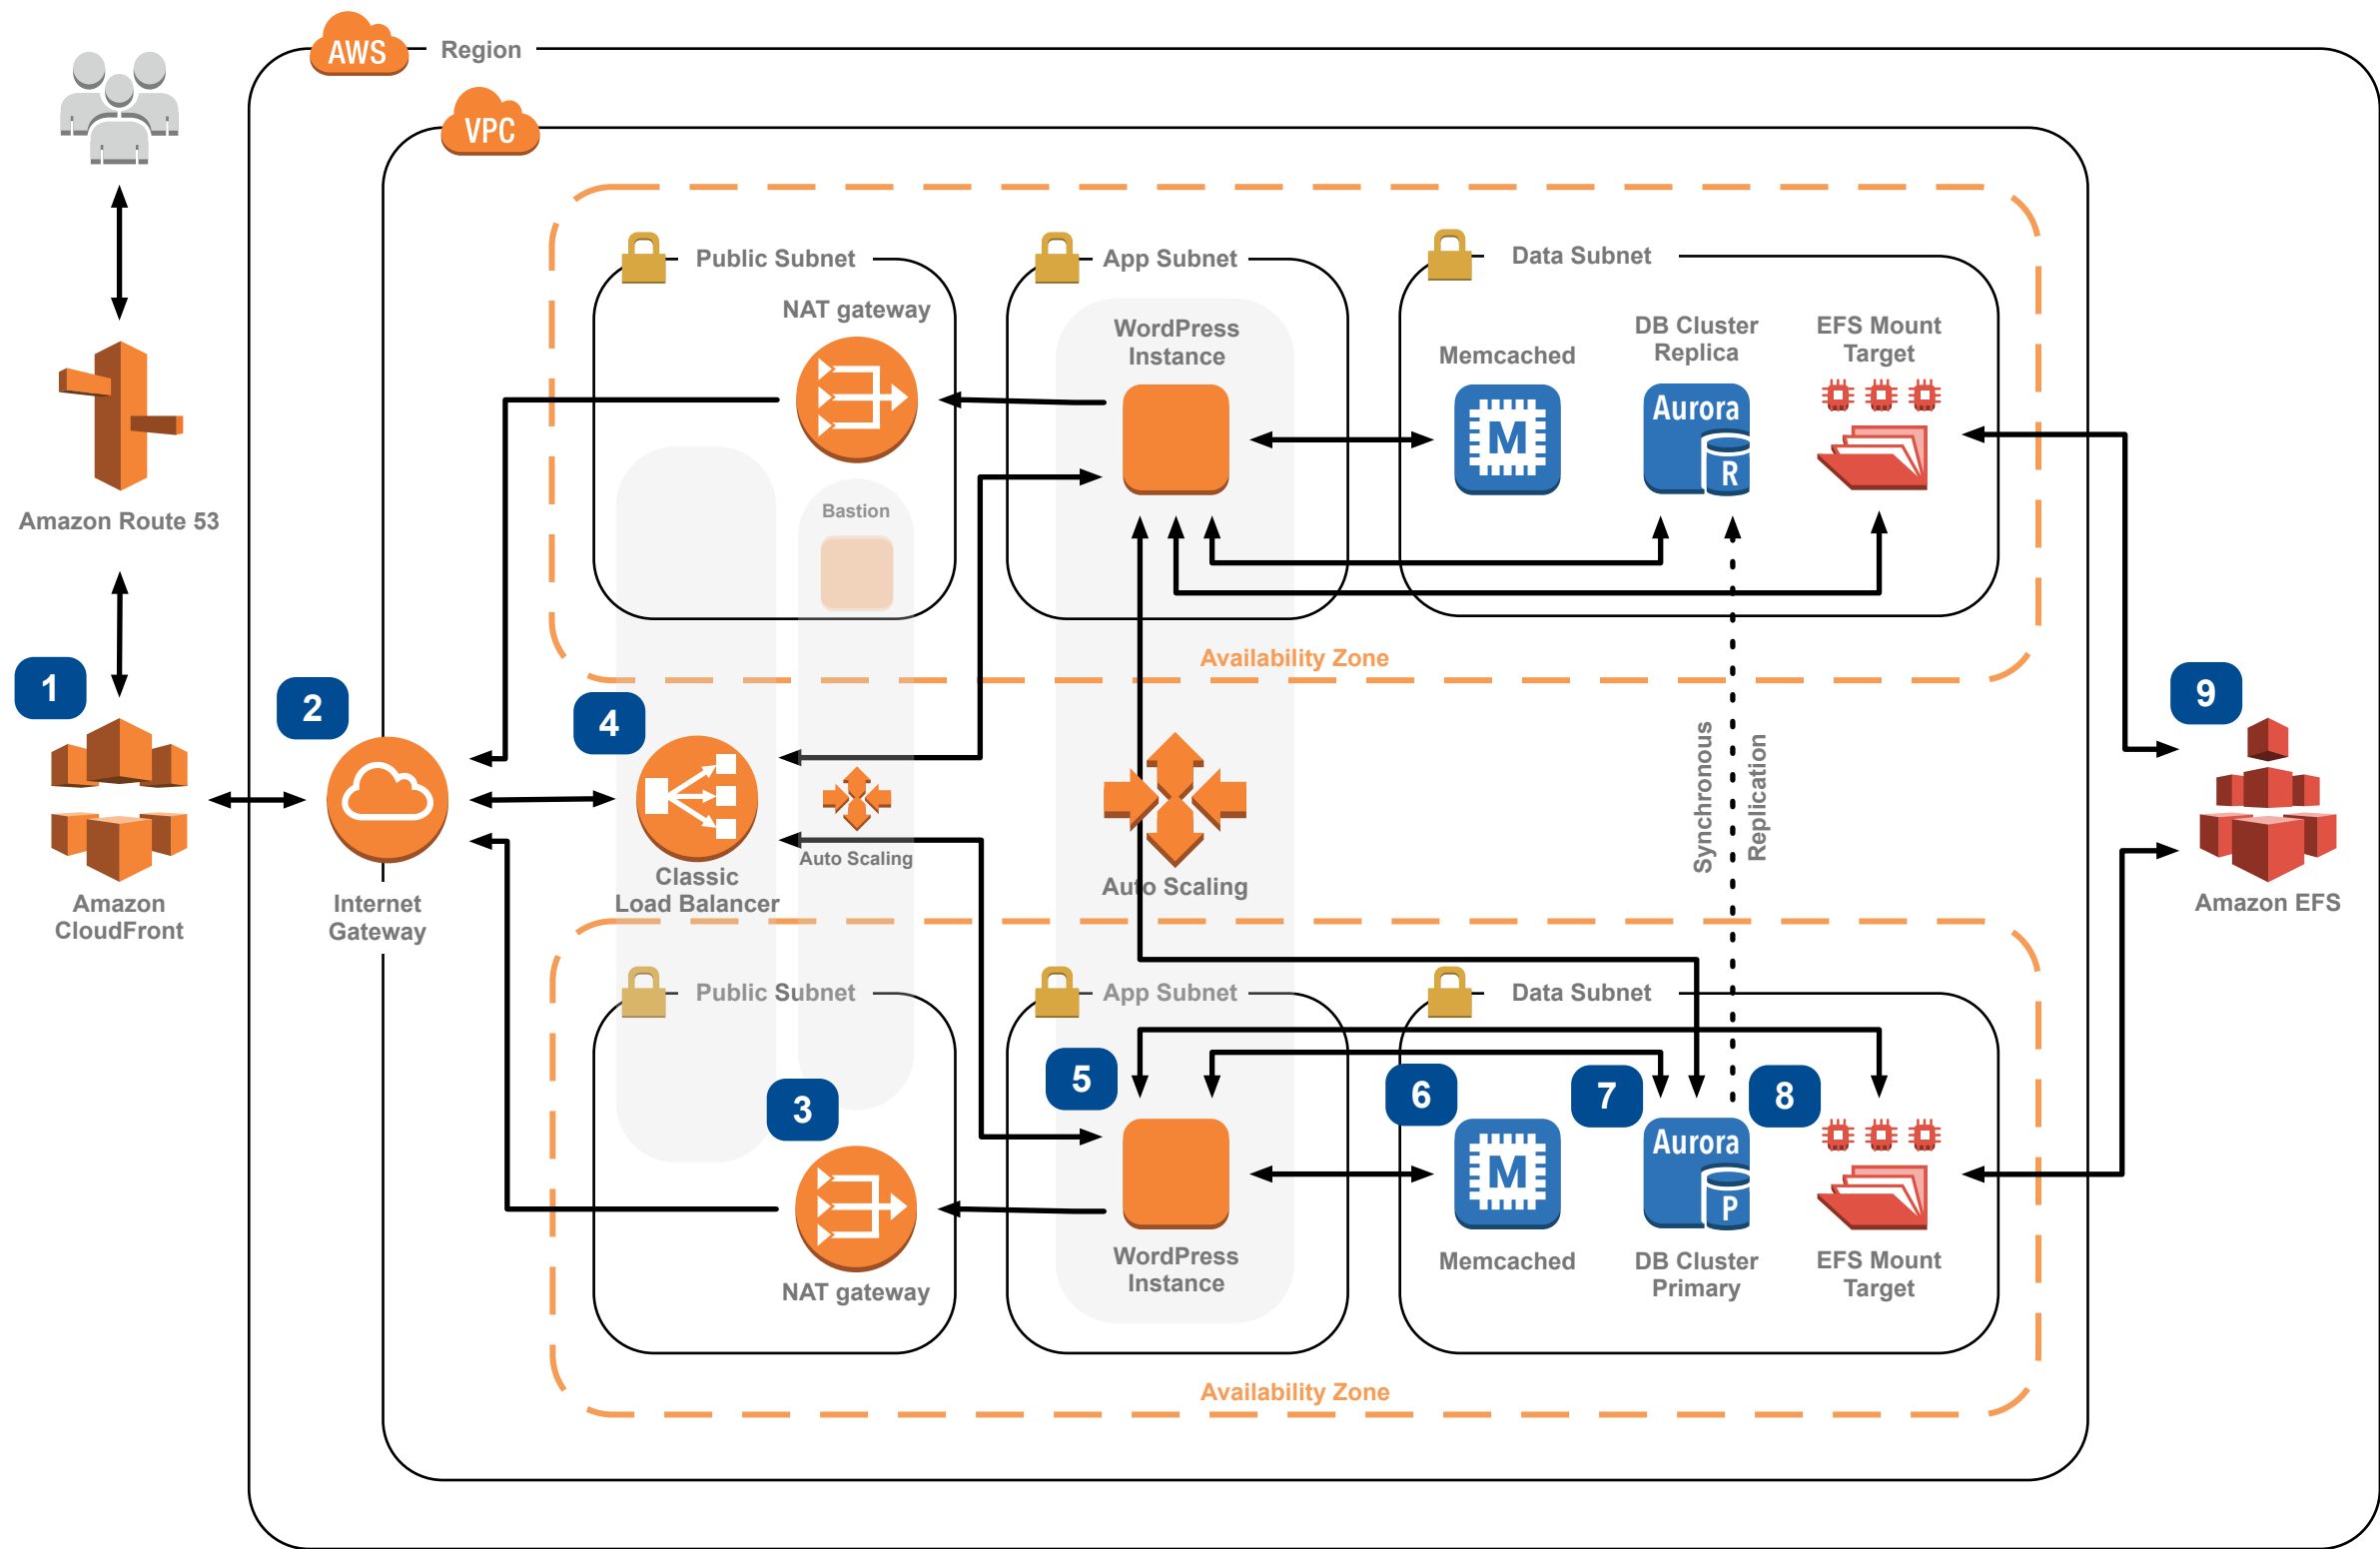 AWS
Region
VPC
Public Subnet
App Subnet
Data Subnet
NAT gateway
WordPress
Instance
Memcached
DB Cluster
Replica
EFS Mount
Target
Aurora
R
M
Bastion
Amazon Route 53
Availability Zone
1
2
4
9
Synchronous
Replication
Auto Scaling
Classic
Load Balancer
Auto Scaling
Amazon
CloudFront
Internet
Gateway
Amazon EFS
Public Subnet
App Subnet
Data Subnet
3
5
6
7
8
Aurora
P
M
NAT gateway
WordPress
Instance
Memcached
DB Cluster
Primary
EFS Mount
Target
Availability Zone